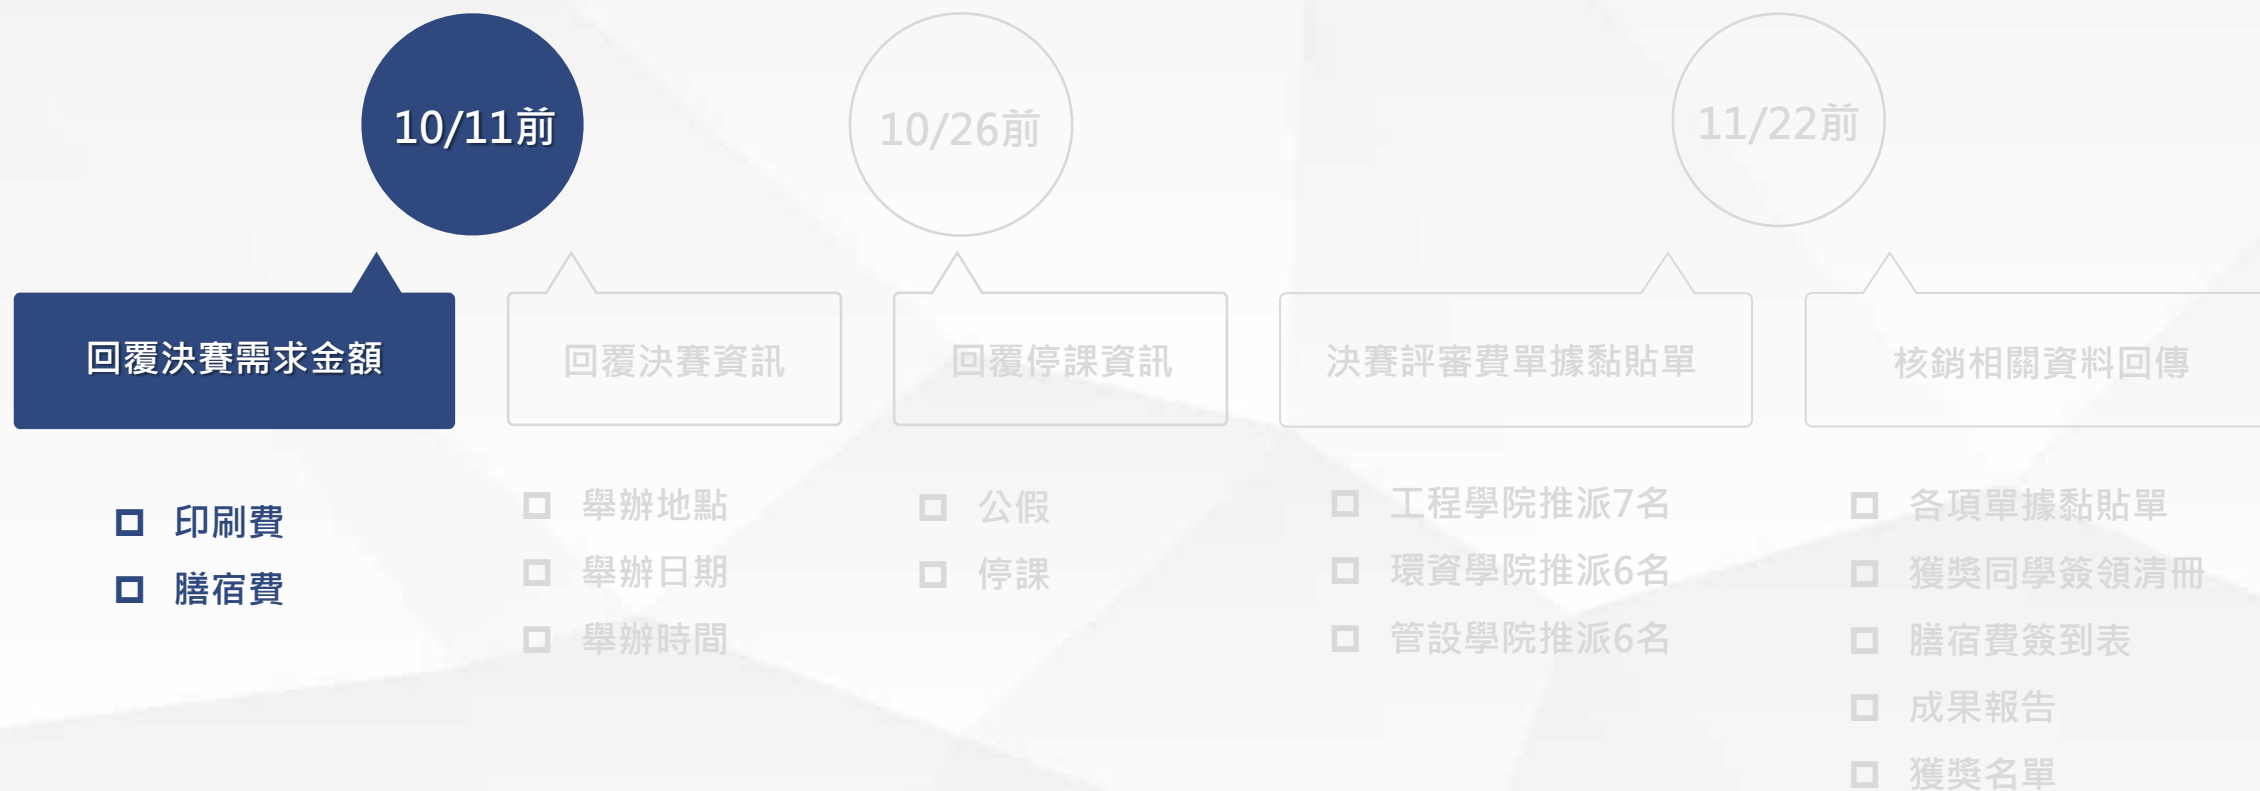 10/11前
10/26前
11/22前
回覆決賽需求金額
回覆決賽資訊
回覆停課資訊
決賽評審費單據黏貼單
核銷相關資料回傳
印刷費
膳宿費
舉辦地點
舉辦日期
舉辦時間
公假
停課
工程學院推派7名
環資學院推派6名
管設學院推派6名
各項單據黏貼單
獲獎同學簽領清冊
膳宿費簽到表
成果報告
獲獎名單